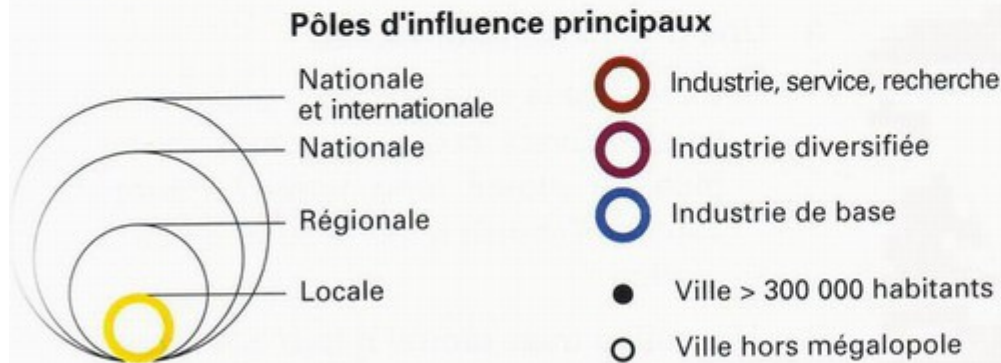 Pôles d'influence principaux
Nationale
et internationale
Nationale
Régionale
Locale
Industrie, service, recherche
Industrie diversifiée
Industrie de base
Ville > 300 000 habitants
Ville hors mégalopole